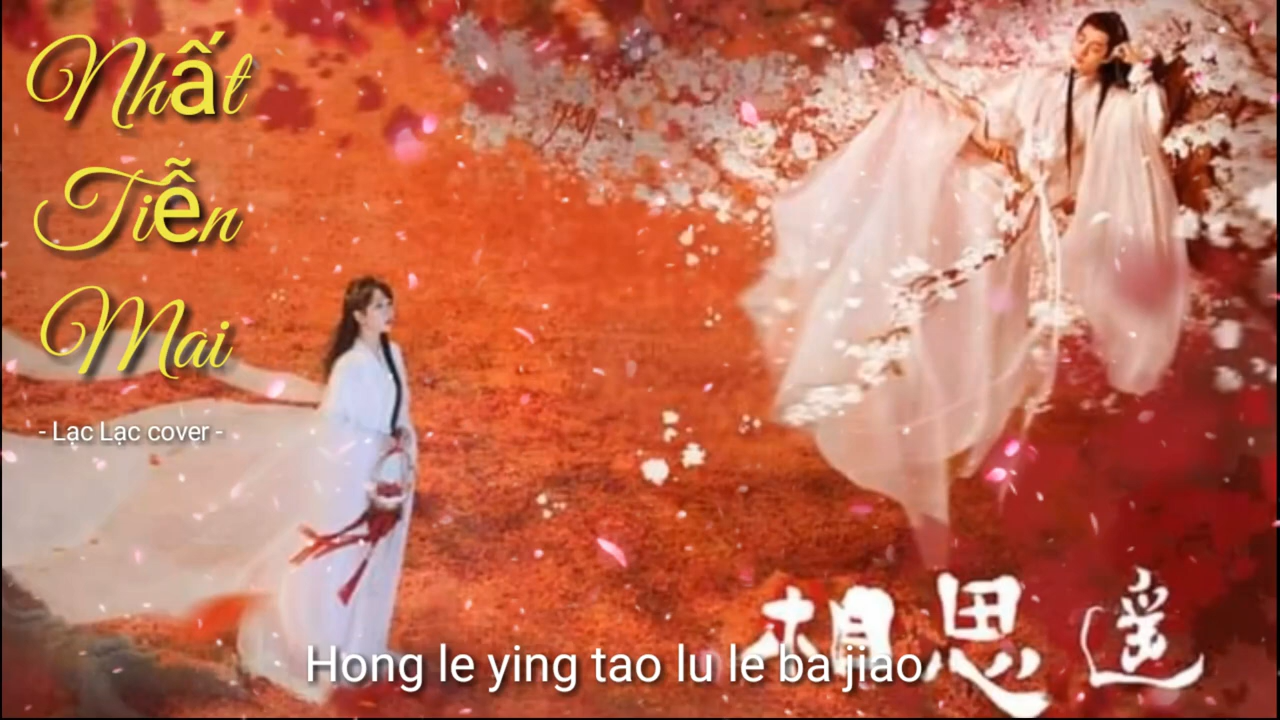 Nhất
Tiễn
Mai
- Lạc Lạc cover -
相思遥
Hong le ying tao lu le ba jiao